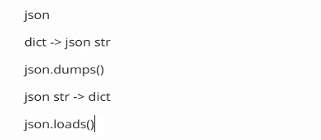 json
dict -> json str
json.dumps()
json str -> dict
json.loads()